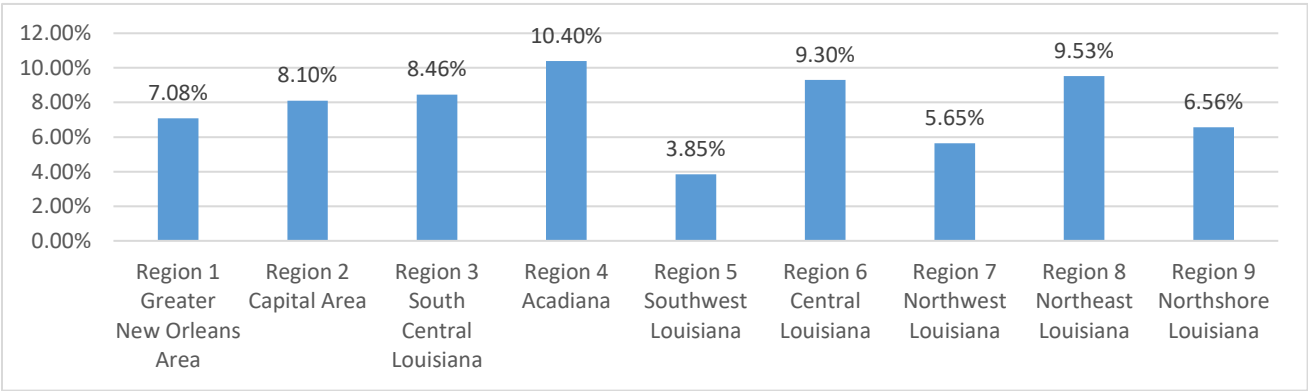 12.00%
10.00%
8.00%
6.00%
4.00%
2.00%
0.00%
7.08%
8.10%
8.46%
10.40%
3.85%
9.30%
5.65%
9.53%
6.56%
Region 1
Greater
New Orleans
Area
Region 2
Capital Area
Region 3
South
Central
Louisiana
Region 4
Acadiana
Region 5
Southwest
Louisiana
Region 6
Central
Louisiana
Region 7
Northwest
Louisiana
Region 8
Northeast
Louisiana
Region 9
Northshore
Louisiana